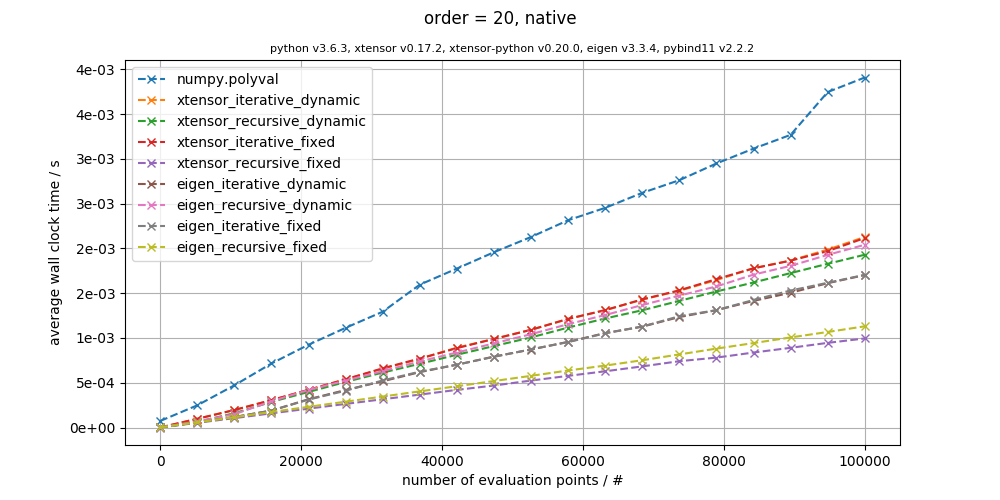 order = 20, native
python v3.6.3, xtensor v0.17.2, xtensor-python v0.20.0, eigen v3.3.4, pybind11 v2.2.2
4e-03
4e-03
3e-03
3e-03
2e-03
2e-03
1e-03
5e-04
0e+00
average wall clock time / s
numpy.polyval
xtensor_iterative_dynamic
xtensor_recursive_dynamic
xtensor_iterative_fixed
xtensor_recursive_fixed
eigen_iterative_dynamic
eigen_recursive_dynamic
eigen_iterative_fixed
eigen_recursive_fixed
0 20000 40000 60000 80000 100000
number of evaluation points / #